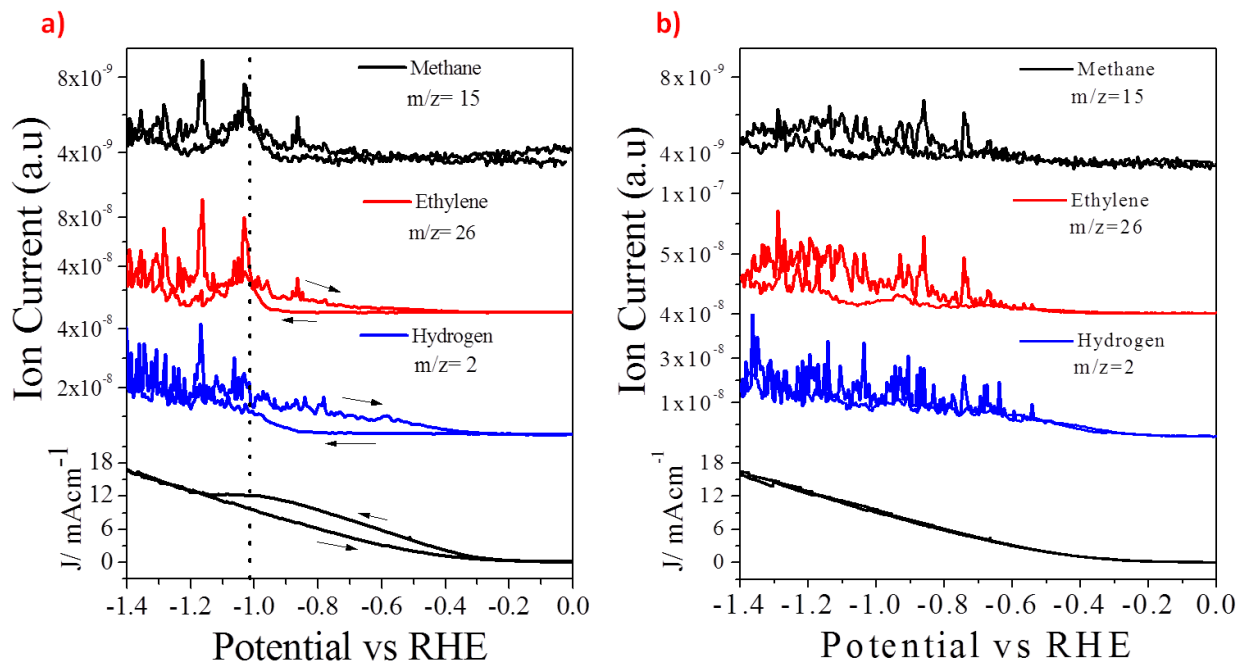 a)
Ion Current (a.u)
8x10⁻⁹
4x10⁻⁹
Methane
m/z= 15
8x10⁻⁸
4x10⁻⁸
Ethylene
m/z= 26
4x10⁻⁸
2x10⁻⁸
Hydrogen
m/z= 2
J/ mAcm⁻¹
18
12
6
0
-1.4 -1.2 -1.0 -0.8 -0.6 -0.4 -0.2 0.0
Potential vs RHE
b)
Ion Current (a.u)
8x10⁻⁹
4x10⁻⁹
Methane
m/z=15
1x10⁻⁷
5x10⁻⁸
4x10⁻⁸
Ethylene
m/z=26
3x10⁻⁸
1x10⁻⁸
Hydrogen
m/z=2
J/ mAcm⁻¹
18
12
6
0
-1.4 -1.2 -1.0 -0.8 -0.6 -0.4 -0.2 0.0
Potential vs RHE